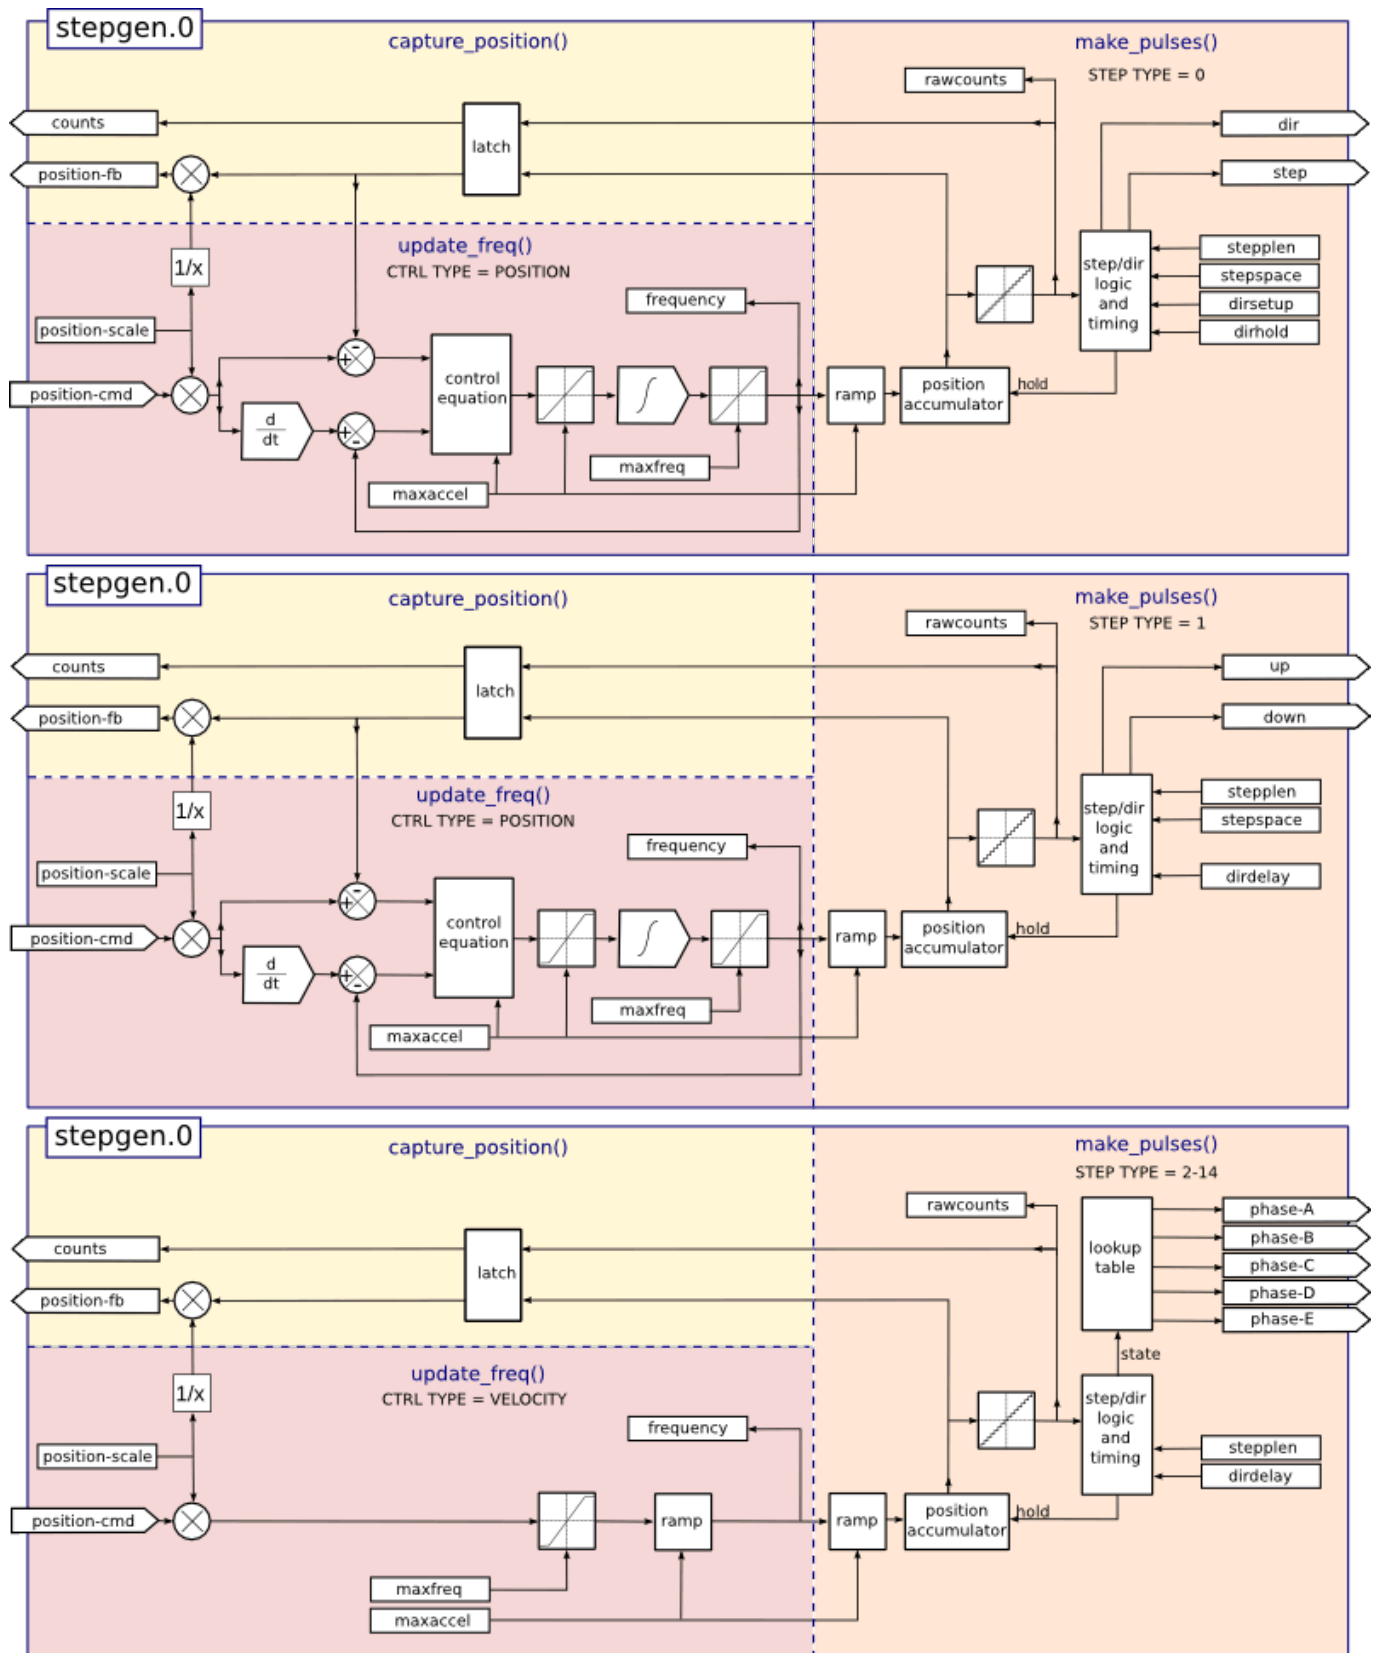 stepgen.0
capture_position()
make_pulses()
STEP TYPE = 0
rawcounts
counts
latch
dir
position-fb
step
update_freq()
CTRL TYPE = POSITION
1/x
frequency
step/dir
logic
and
timing
stepplen
stepspace
dirsetup
dirhold
position-scale
+
-
control
equation
position-cmd
d
dt
+
-
∫
ramp
position
accumulator
hold
maxfreq
maxaccel
stepgen.0
capture_position()
make_pulses()
STEP TYPE = 1
rawcounts
counts
latch
up
position-fb
down
update_freq()
CTRL TYPE = POSITION
1/x
frequency
step/dir
logic
and
timing
stepplen
stepspace
dirdelay
position-scale
+
-
control
equation
position-cmd
d
dt
+
-
∫
ramp
position
accumulator
hold
maxfreq
maxaccel
stepgen.0
capture_position()
make_pulses()
STEP TYPE = 2-14
rawcounts
counts
latch
lookup
table
phase-A
phase-B
phase-C
phase-D
phase-E
position-fb
state
update_freq()
CTRL TYPE = VELOCITY
1/x
frequency
step/dir
logic
and
timing
stepplen
dirdelay
position-scale
position-cmd
ramp
ramp
position
accumulator
hold
maxfreq
maxaccel